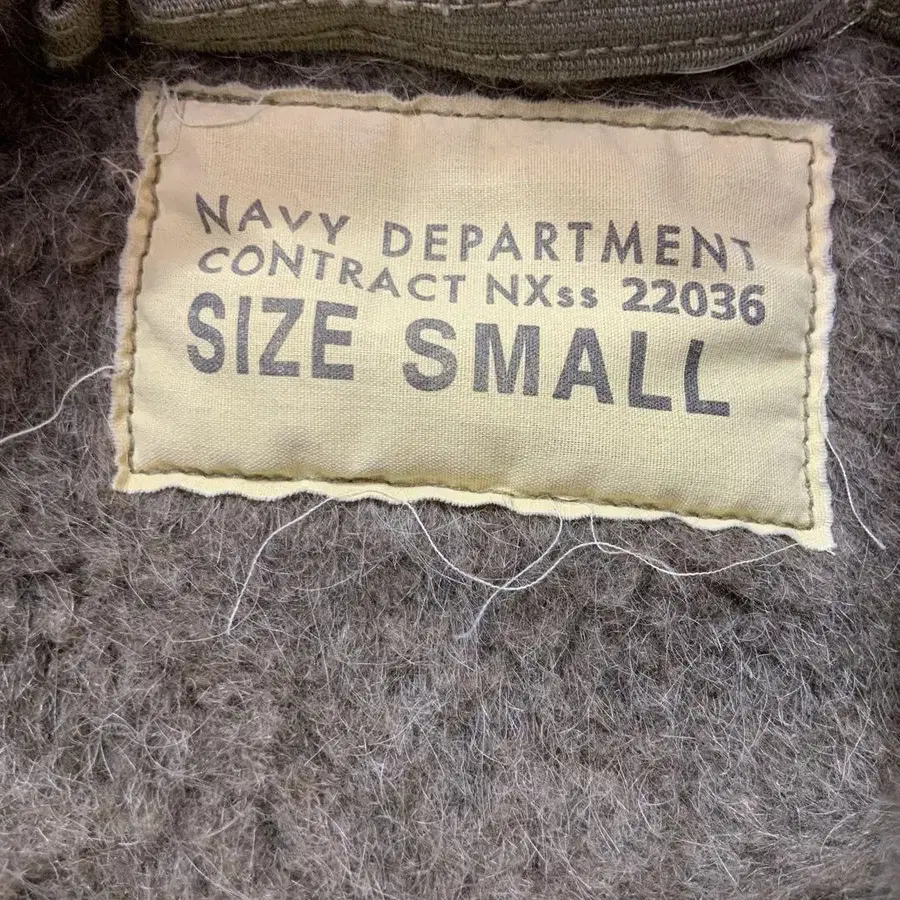 NAVY DEPARTMENT
CONTRACT NXss 22036
SIZE SMALL